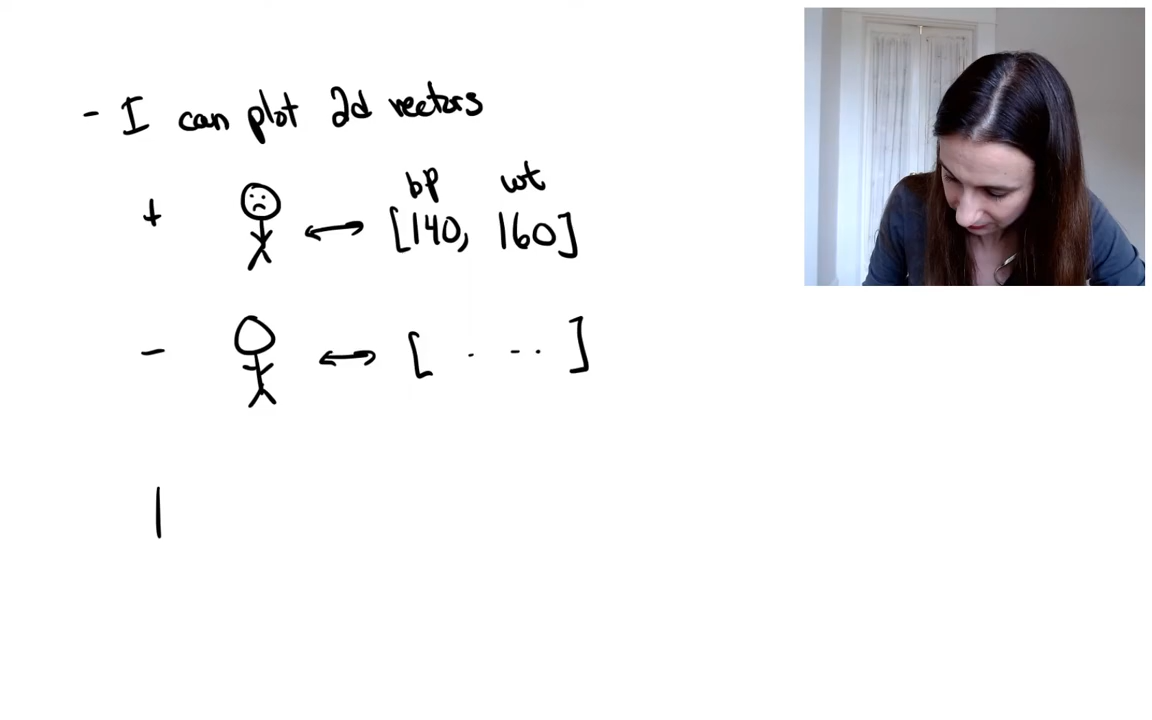 - I can plot 2d vectors
bp wt
+ ↔ [140, 160]
- ↔ [ . - . . ]
|